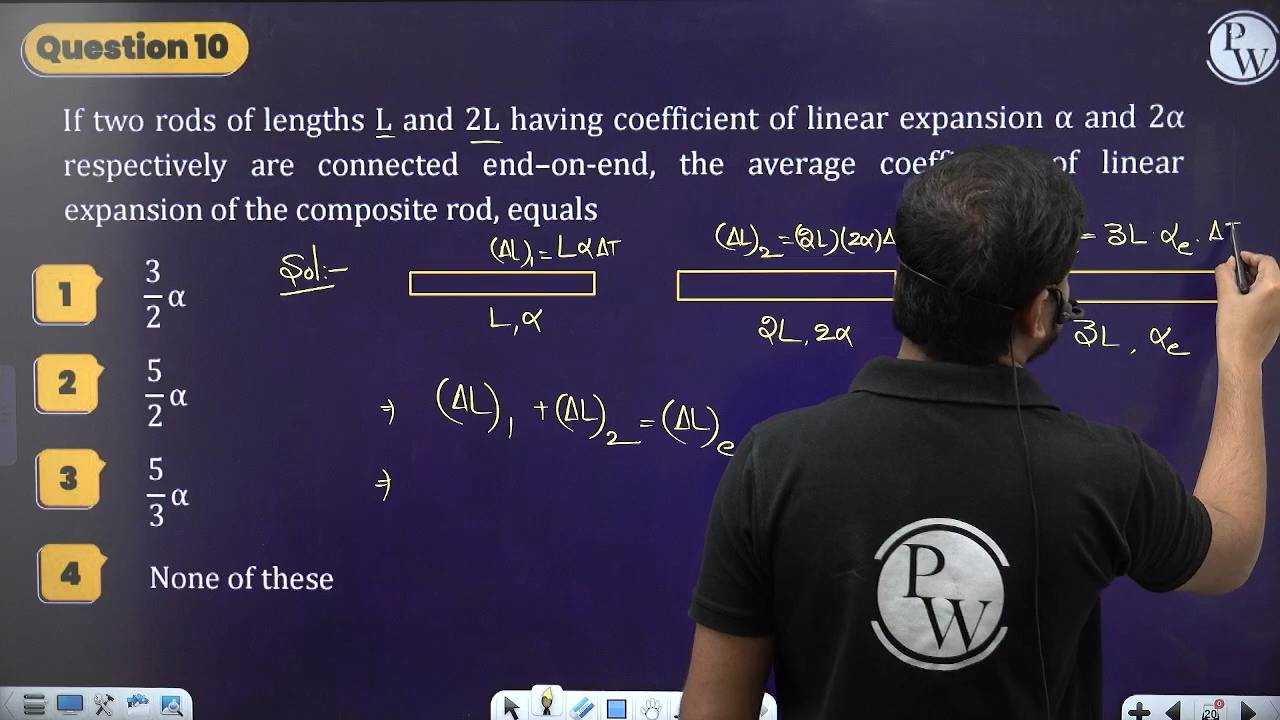 Question 10
PW
If two rods of lengths L and 2L having coefficient of linear expansion α and 2α
respectively are connected end–on-end, the average of linear
expansion of the composite rod, equals
1 3/2 α
2 5/2 α
3 5/3 α
4 None of these
Sol:-
(ΔL)₁ = LαΔT
(ΔL)₂ = (2L)(2α)Δ
= 3L · αₑ · ΔT
L, α
2L, 2α
3L, αₑ
⇒ (ΔL)₁ + (ΔL)₂ = (ΔL)ₑ
⇒
PW
20